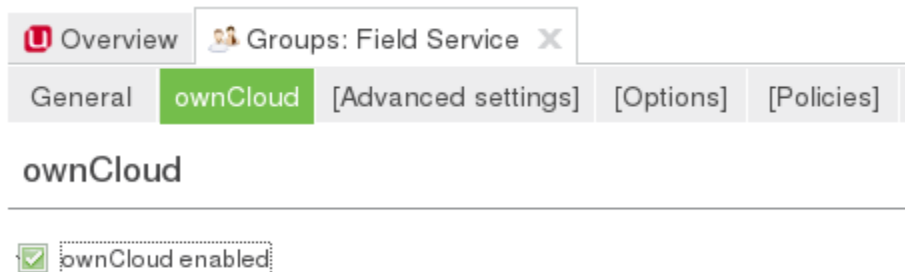 Overview Groups: Field Service
General ownCloud [Advanced settings] [Options] [Policies]
ownCloud
ownCloud enabled